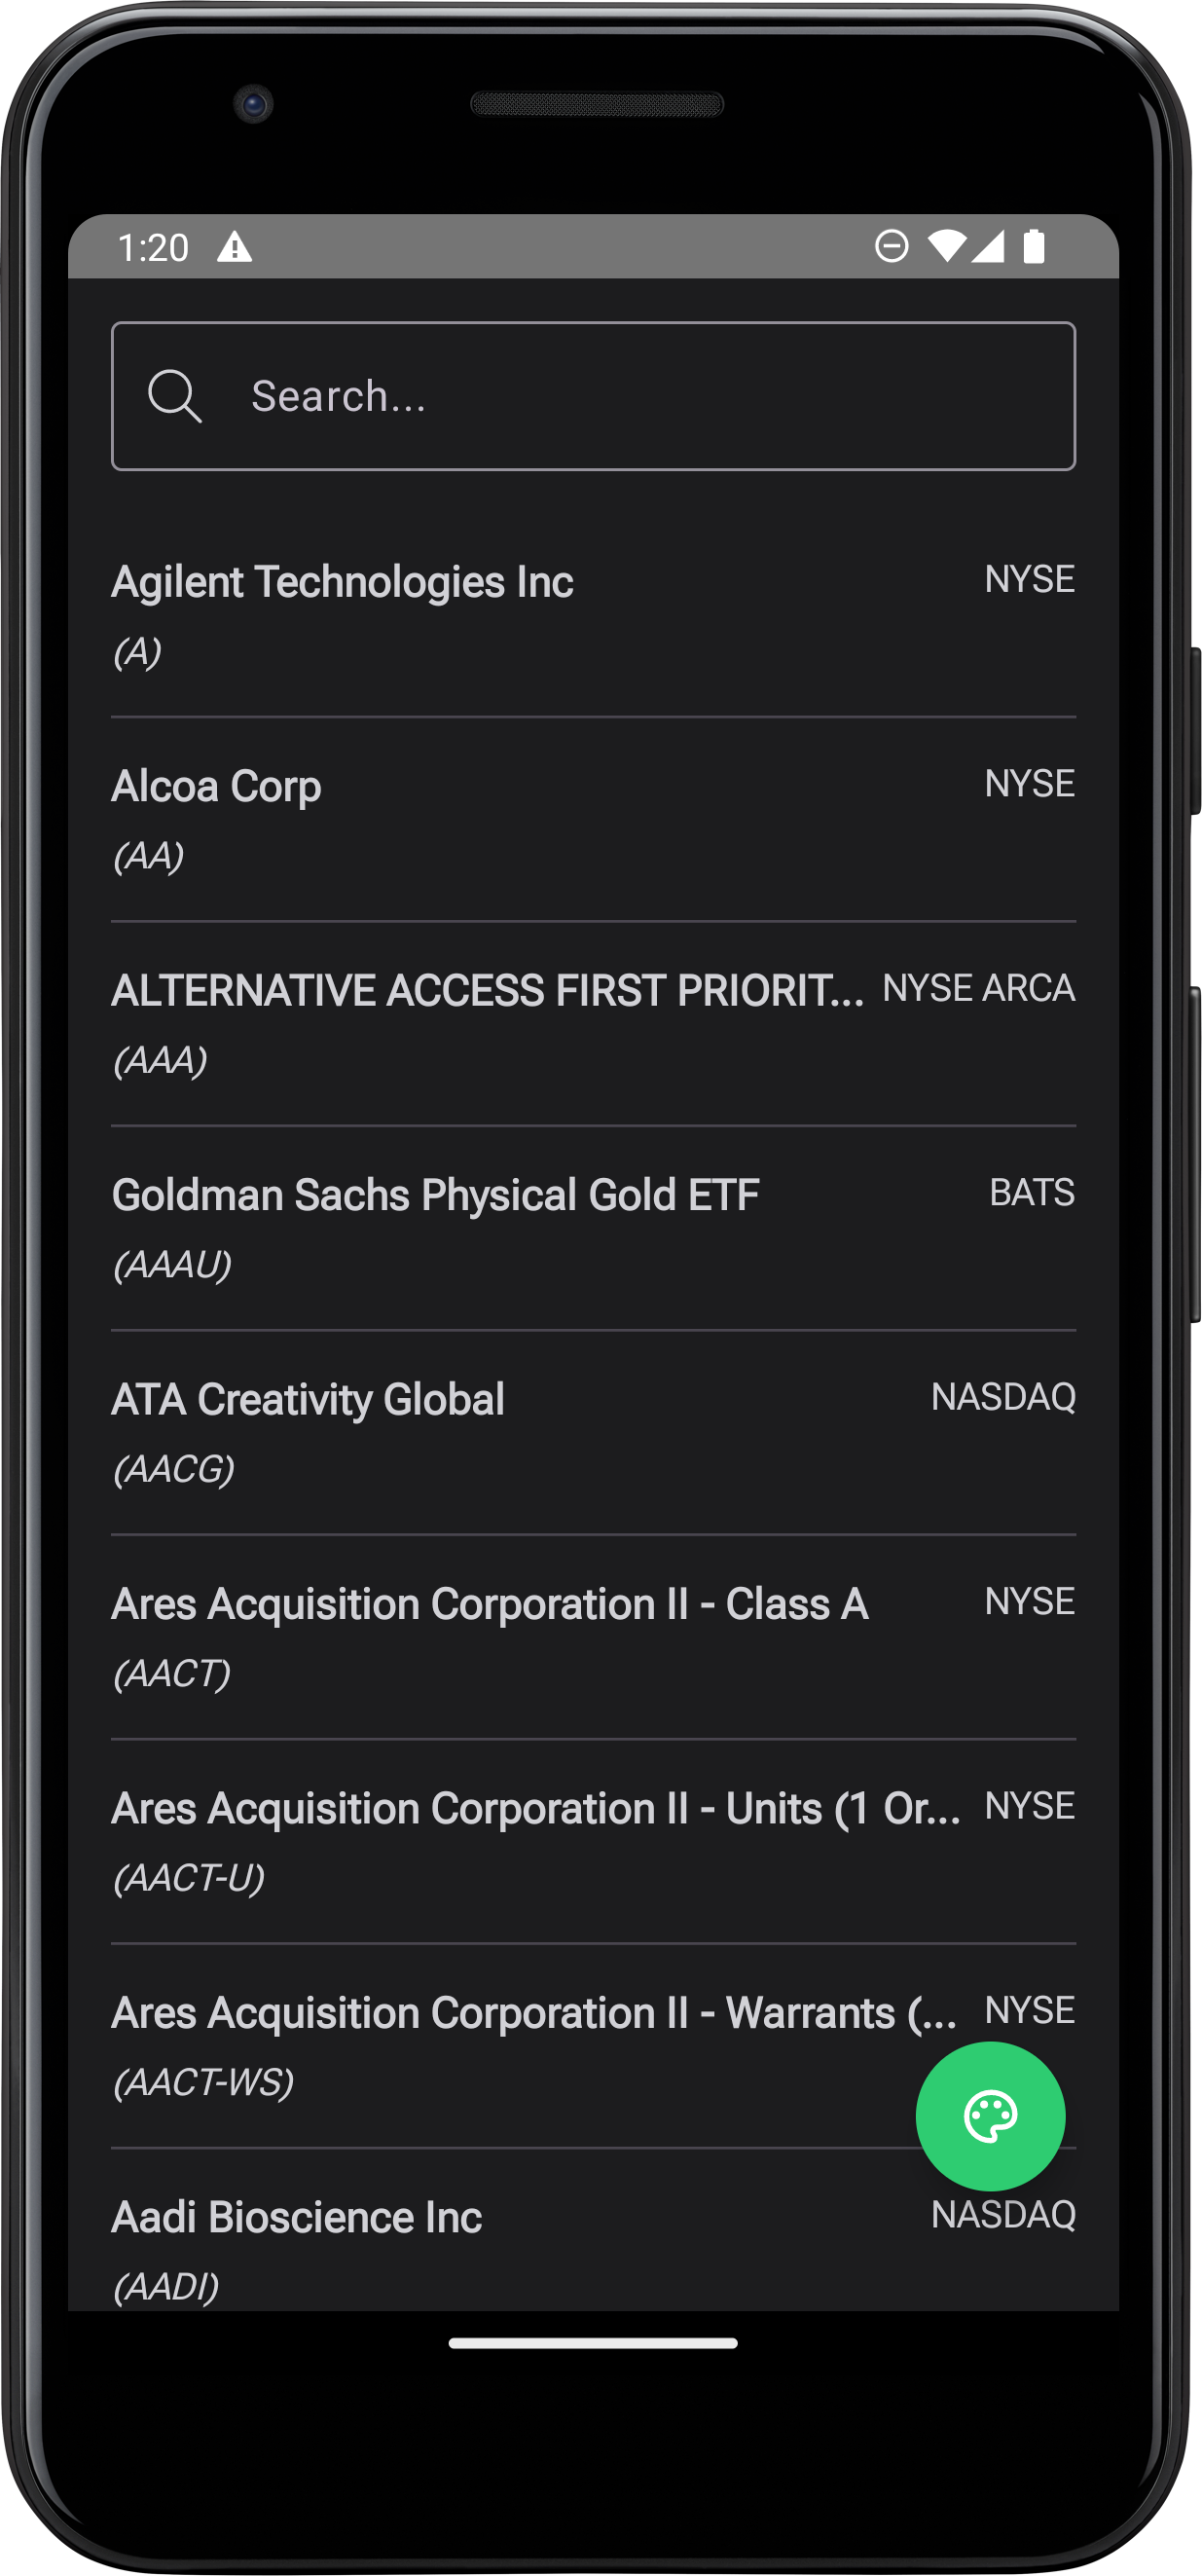 1:20
Search...
Agilent Technologies Inc NYSE
(A)
Alcoa Corp NYSE
(AA)
ALTERNATIVE ACCESS FIRST PRIORIT... NYSE ARCA
(AAA)
Goldman Sachs Physical Gold ETF BATS
(AAAU)
ATA Creativity Global NASDAQ
(AACG)
Ares Acquisition Corporation II - Class A NYSE
(AACT)
Ares Acquisition Corporation II - Units (1 Or... NYSE
(AACT-U)
Ares Acquisition Corporation II - Warrants (... NYSE
(AACT-WS)
Aadi Bioscience Inc NASDAQ
(AADI)